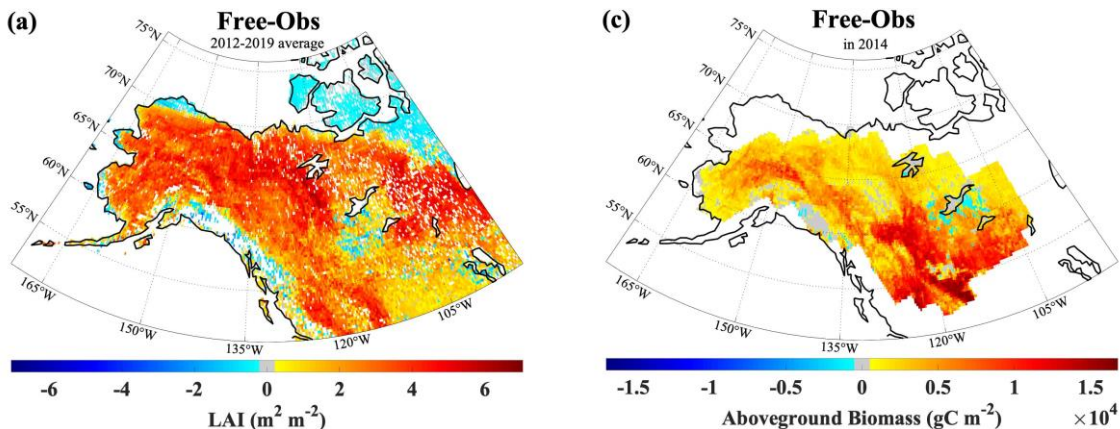 (a)
Free-Obs
2012-2019 average
75°N
70°N
65°N
60°N
55°N
165°W
150°W
135°W
120°W
105°W
-6 -4 -2 0 2 4 6
LAI (m² m⁻²)
(c)
Free-Obs
in 2014
75°N
70°N
65°N
60°N
55°N
165°W
150°W
135°W
120°W
105°W
-1.5 -1 -0.5 0 0.5 1 1.5
×10⁴
Aboveground Biomass (gC m⁻²)